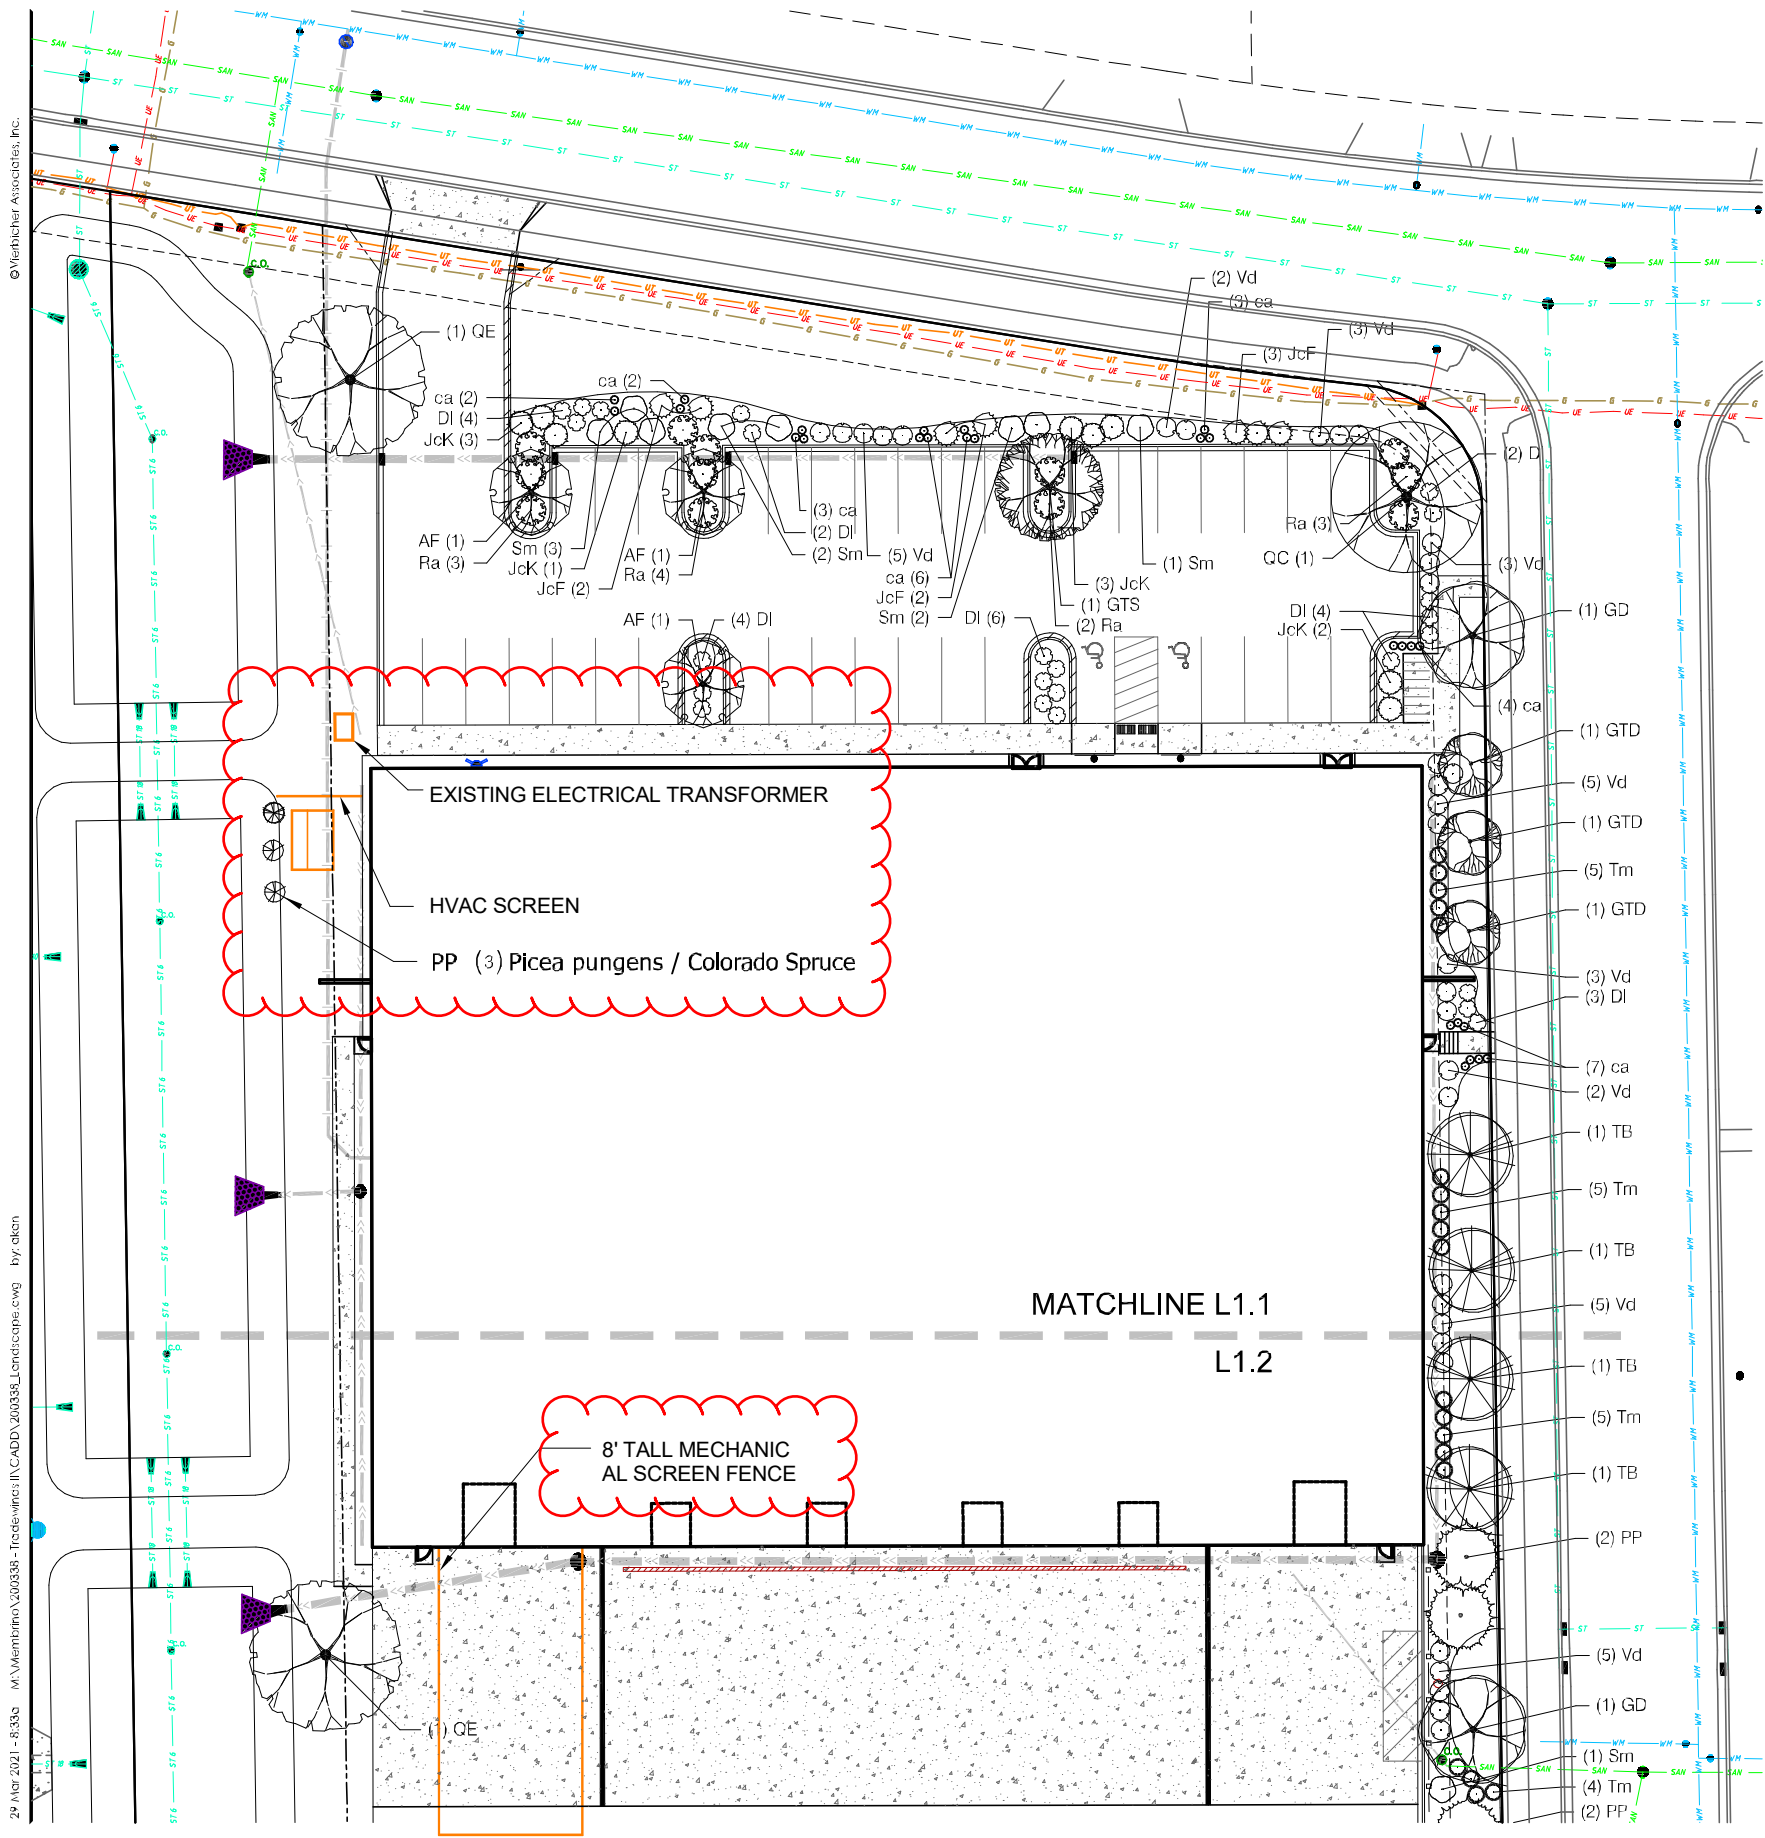 © Vierbicher Associates, Inc.
(1) QE
(2) Vd
(3) ca
(3) Vd
(3) JcF
ca (2)
ca (2)
DI (4)
JcK (3)
(2) D
(3) ca
(2) DI
(2) Sm
AF (1)
Ra (3)
Sm (3)
JcK (1)
JcF (2)
AF (1)
Ra (4)
(5) Vd
ca (6)
JcF (2)
Sm (2)
(1) Sm
(3) JcK
(1) GTS
(2) Ra
Ra (3)
QC (1)
(3) Vd
AF (1)
(4) DI
DI (6)
DI (4)
JcK (2)
(1) GD
(4) ca
(1) GTD
EXISTING ELECTRICAL TRANSFORMER
(5) Vd
(1) GTD
(5) Tm
HVAC SCREEN
(1) GTD
PP (3) Picea pungens / Colorado Spruce
(3) Vd
(3) DI
(7) ca
(2) Vd
(1) TB
(5) Tm
(1) TB
MATCHLINE L1.1
(5) Vd
L1.2
(1) TB
(5) Tm
8' TALL MECHANIC
AL SCREEN FENCE
(1) TB
(2) PP
(5) Vd
(1) GD
(1) QE
(1) Sm
(4) Tm
(2) PP
C.O.
29 Mar 2021 - 8:33a M:\Membrino\200338 - Tradewinds II\CADD\200338_Landscape.dwg by: akan